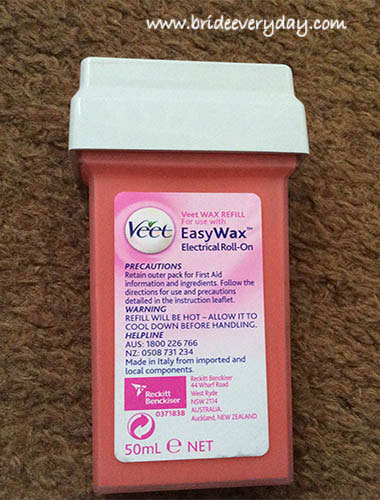 www.brideeveryday.com
Veet WAX REFILL
For use with
Veet
EasyWax™
Electrical Roll-On
PRECAUTIONS
Retain outer pack for First Aid
information and ingredients. Follow the
directions for use and precautions
detailed in the instruction leaflet.
WARNING
REFILL WILL BE HOT – ALLOW IT TO
COOL DOWN BEFORE HANDLING.
HELPLINE
AUS: 1800 226 766
NZ: 0508 731 234
Made in Italy from imported and
local components.
Reckitt
Benckiser
0371838
Reckitt Benckiser
44 Wharf Road
West Ryde
NSW 2114
AUSTRALIA.
Auckland, NEW ZEALAND
50mL ℮ NET